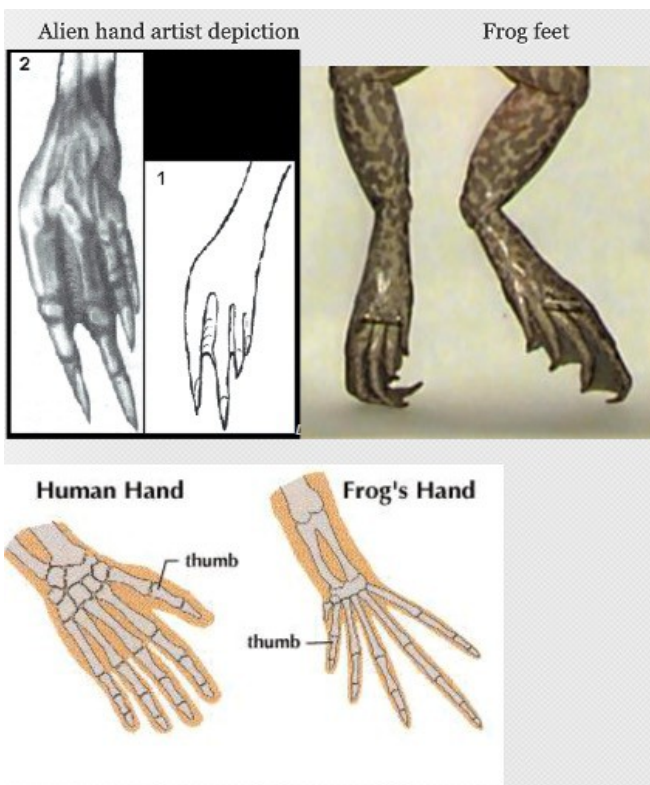 Alien hand artist depiction
Frog feet
2
1
Human Hand
Frog's Hand
thumb
thumb